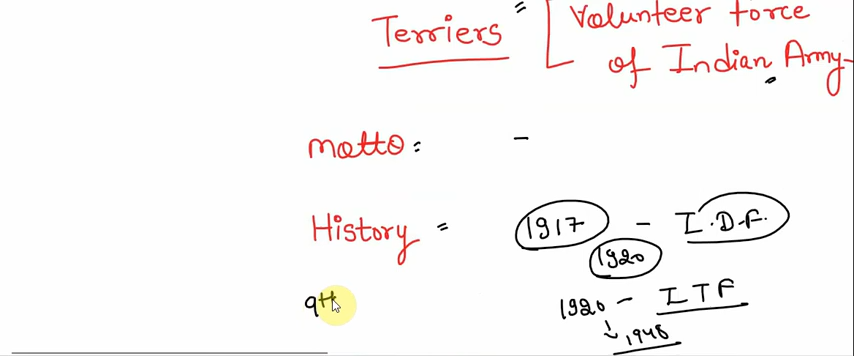 Terriers = [ Volunteer force
of Indian Army-
Motto = -
History = 1917 - I.D.F.
1920
1920 - ITF
9th ↓ 1948